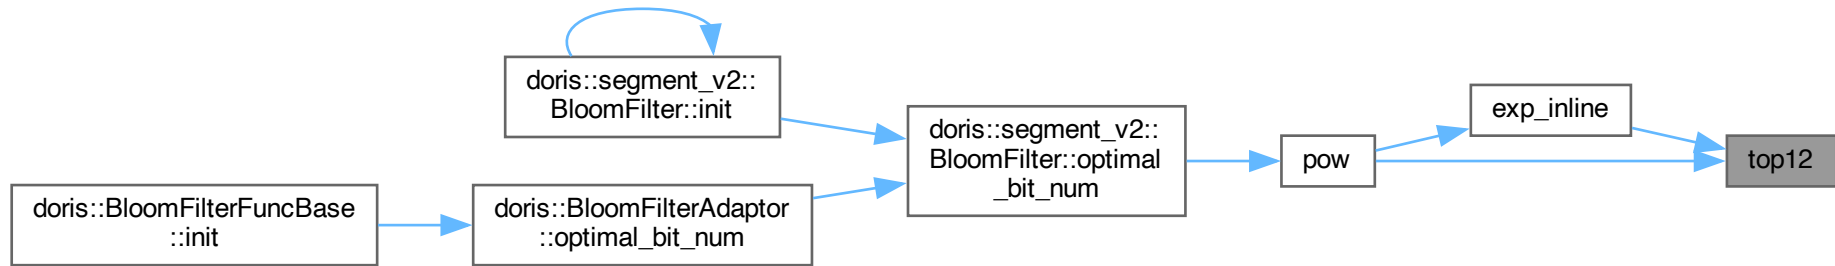 doris::segment_v2::
BloomFilter::init
doris::BloomFilterFuncBase
::init
doris::BloomFilterAdaptor
::optimal_bit_num
doris::segment_v2::
BloomFilter::optimal
_bit_num
pow
exp_inline
top12